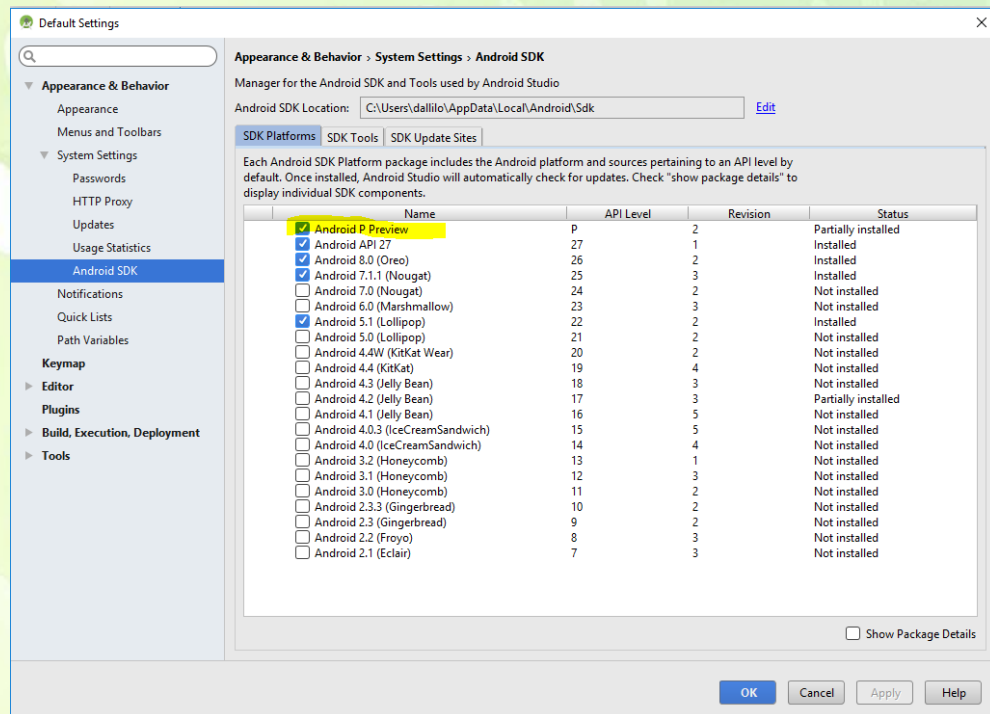 Default Settings
Appearance & Behavior
Appearance
Menus and Toolbars
System Settings
Passwords
HTTP Proxy
Updates
Usage Statistics
Android SDK
Notifications
Quick Lists
Path Variables
Keymap
Editor
Plugins
Build, Execution, Deployment
Tools
Appearance & Behavior › System Settings › Android SDK
Manager for the Android SDK and Tools used by Android Studio
Android SDK Location: C:\Users\dallilo\AppData\Local\Android\Sdk Edit
SDK Platforms SDK Tools SDK Update Sites
Each Android SDK Platform package includes the Android platform and sources pertaining to an API level by
default. Once installed, Android Studio will automatically check for updates. Check "show package details" to
display individual SDK components.
Name API Level Revision Status
Android P Preview P 2 Partially installed
Android API 27 27 1 Installed
Android 8.0 (Oreo) 26 2 Installed
Android 7.1.1 (Nougat) 25 3 Installed
Android 7.0 (Nougat) 24 2 Not installed
Android 6.0 (Marshmallow) 23 3 Not installed
Android 5.1 (Lollipop) 22 2 Installed
Android 5.0 (Lollipop) 21 2 Not installed
Android 4.4W (KitKat Wear) 20 2 Not installed
Android 4.4 (KitKat) 19 4 Not installed
Android 4.3 (Jelly Bean) 18 3 Not installed
Android 4.2 (Jelly Bean) 17 3 Partially installed
Android 4.1 (Jelly Bean) 16 5 Not installed
Android 4.0.3 (IceCreamSandwich) 15 5 Not installed
Android 4.0 (IceCreamSandwich) 14 4 Not installed
Android 3.2 (Honeycomb) 13 1 Not installed
Android 3.1 (Honeycomb) 12 3 Not installed
Android 3.0 (Honeycomb) 11 2 Not installed
Android 2.3.3 (Gingerbread) 10 2 Not installed
Android 2.3 (Gingerbread) 9 2 Not installed
Android 2.2 (Froyo) 8 3 Not installed
Android 2.1 (Eclair) 7 3 Not installed
Show Package Details
OK Cancel Apply Help